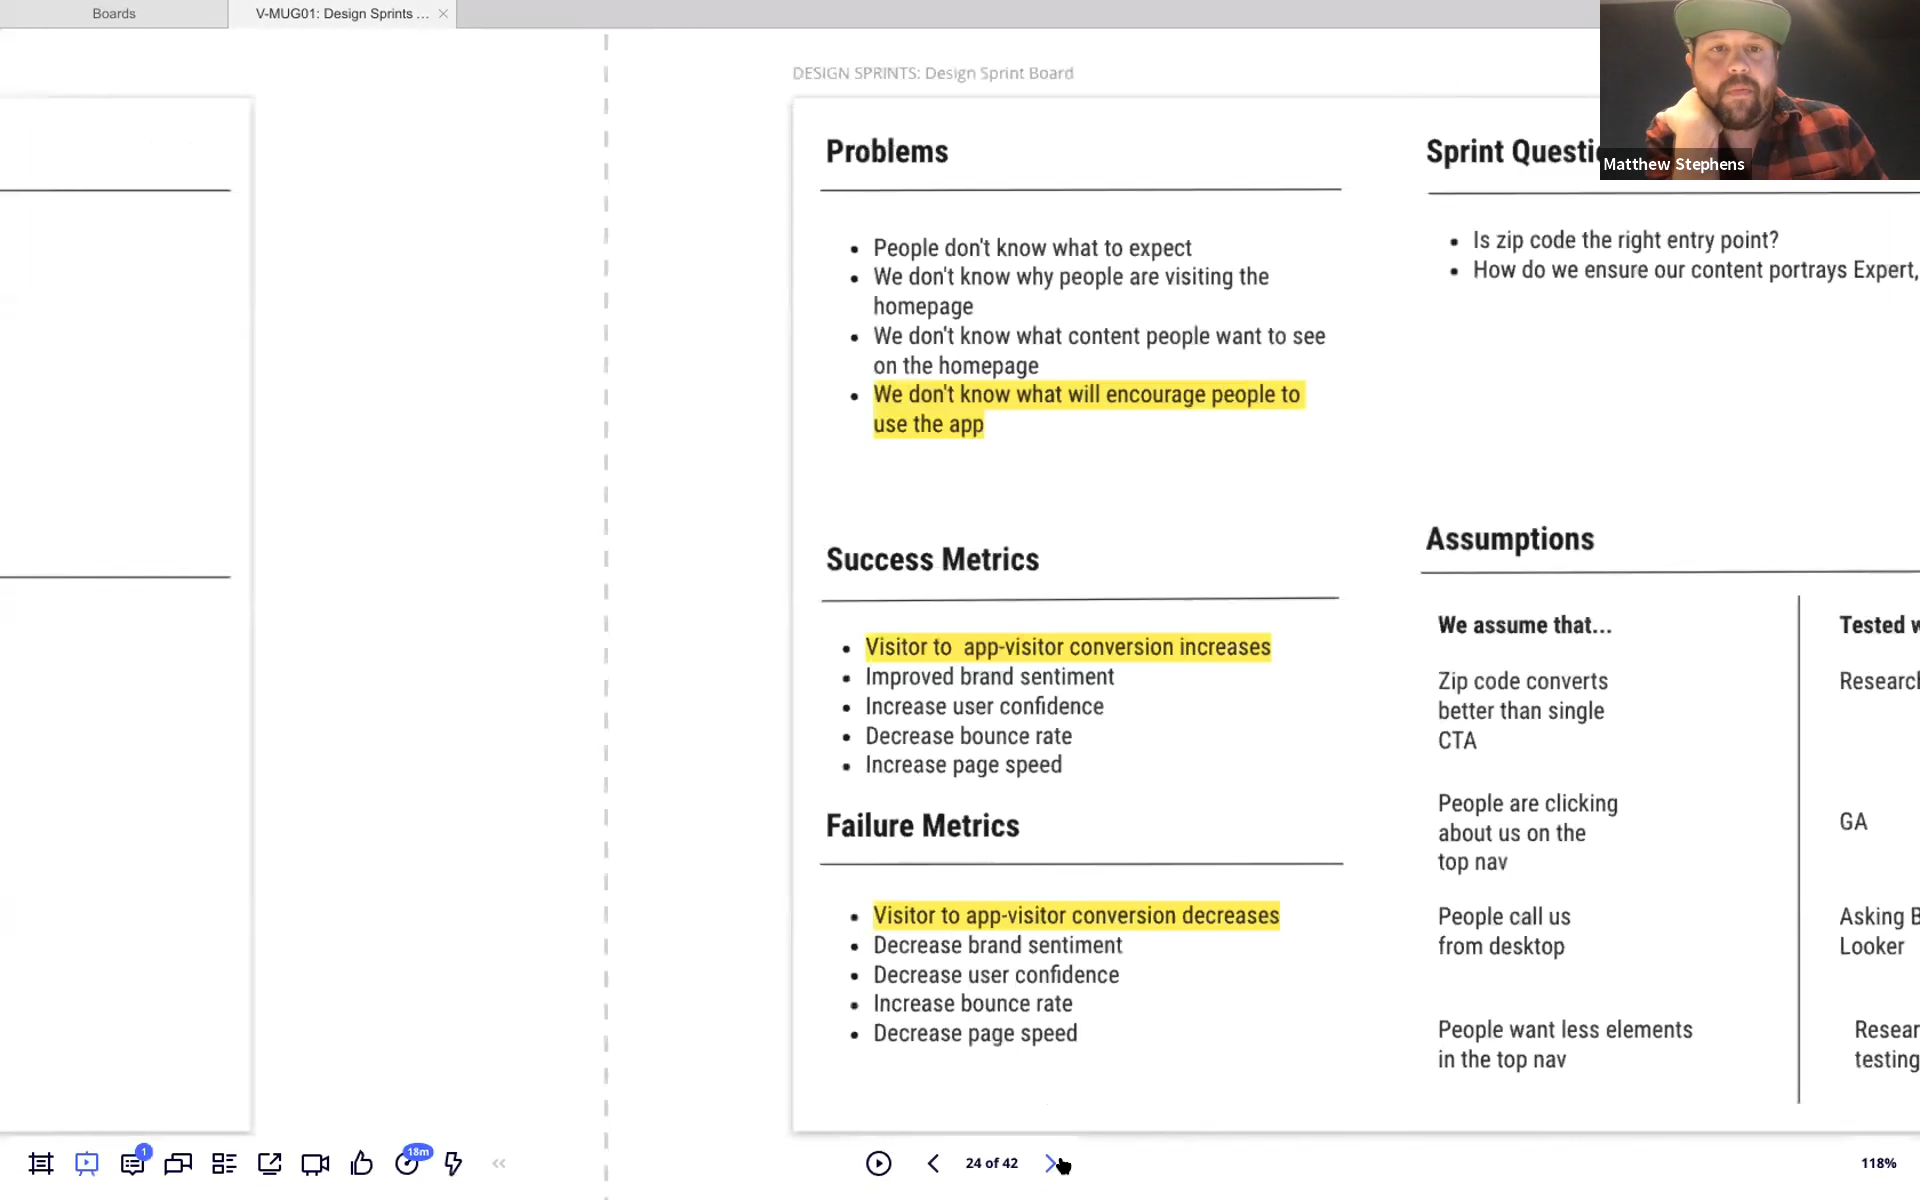 Boards
V-MUG01: Design Sprints ...
DESIGN SPRINTS: Design Sprint Board
Problems
People don't know what to expect
We don't know why people are visiting the
homepage
We don't know what content people want to see
on the homepage
We don't know what will encourage people to
use the app
Success Metrics
Visitor to app-visitor conversion increases
Improved brand sentiment
Increase user confidence
Decrease bounce rate
Increase page speed
Failure Metrics
Visitor to app-visitor conversion decreases
Decrease brand sentiment
Decrease user confidence
Increase bounce rate
Decrease page speed
Sprint
Matthew Stephens
Is zip code the right entry point?
How do we ensure our content portrays Expert,
Assumptions
We assume that...
Tested
Zip code converts
better than single
CTA
People are clicking
about us on the
top nav
GA
People call us
from desktop
Asking
Looker
People want less elements
in the top nav
testing
1
18m
24 of 42
118%